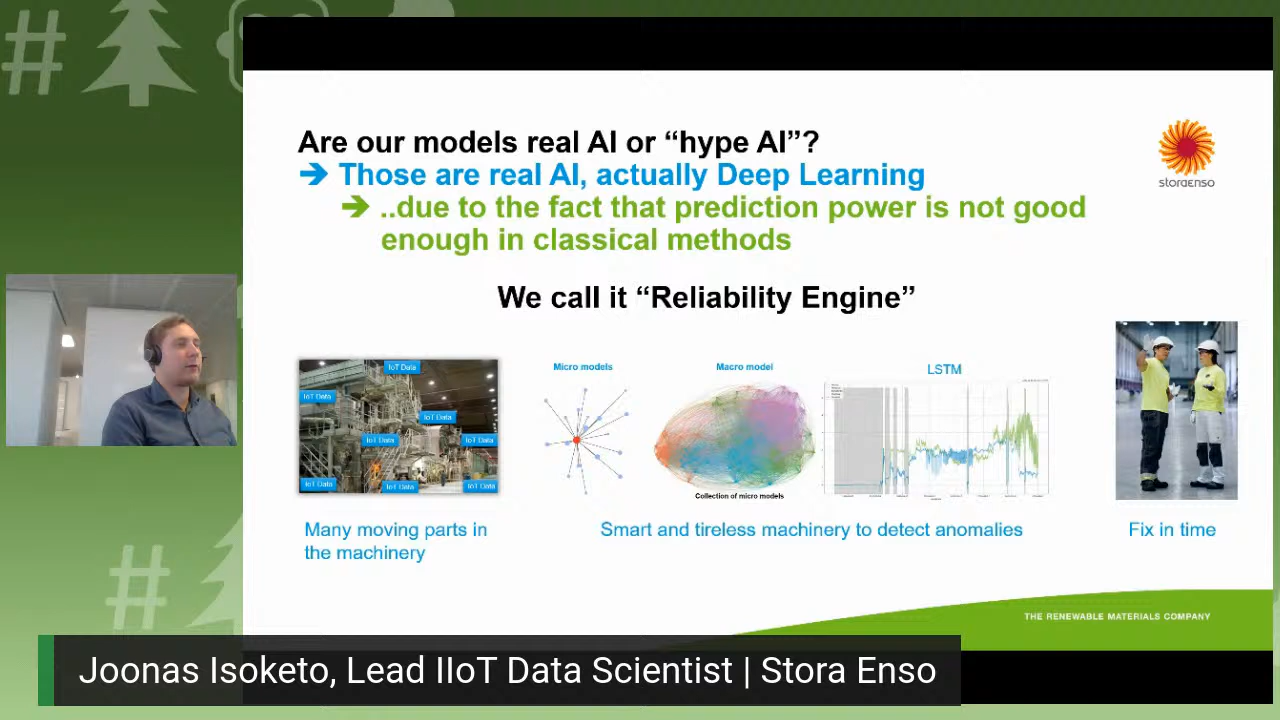 Are our models real AI or “hype AI”?
➔ Those are real AI, actually Deep Learning
➔ ..due to the fact that prediction power is not good
enough in classical methods
storaenso
We call it “Reliability Engine”
IoT Data
IoT Data
IoT Data
IoT Data
IoT Data
IoT Data
IoT Data
IoT Data
Micro models
Macro model
Collection of micro models
LSTM
Many moving parts in
the machinery
Smart and tireless machinery to detect anomalies
Fix in time
THE RENEWABLE MATERIALS COMPANY
Joonas Isoketo, Lead IIoT Data Scientist | Stora Enso